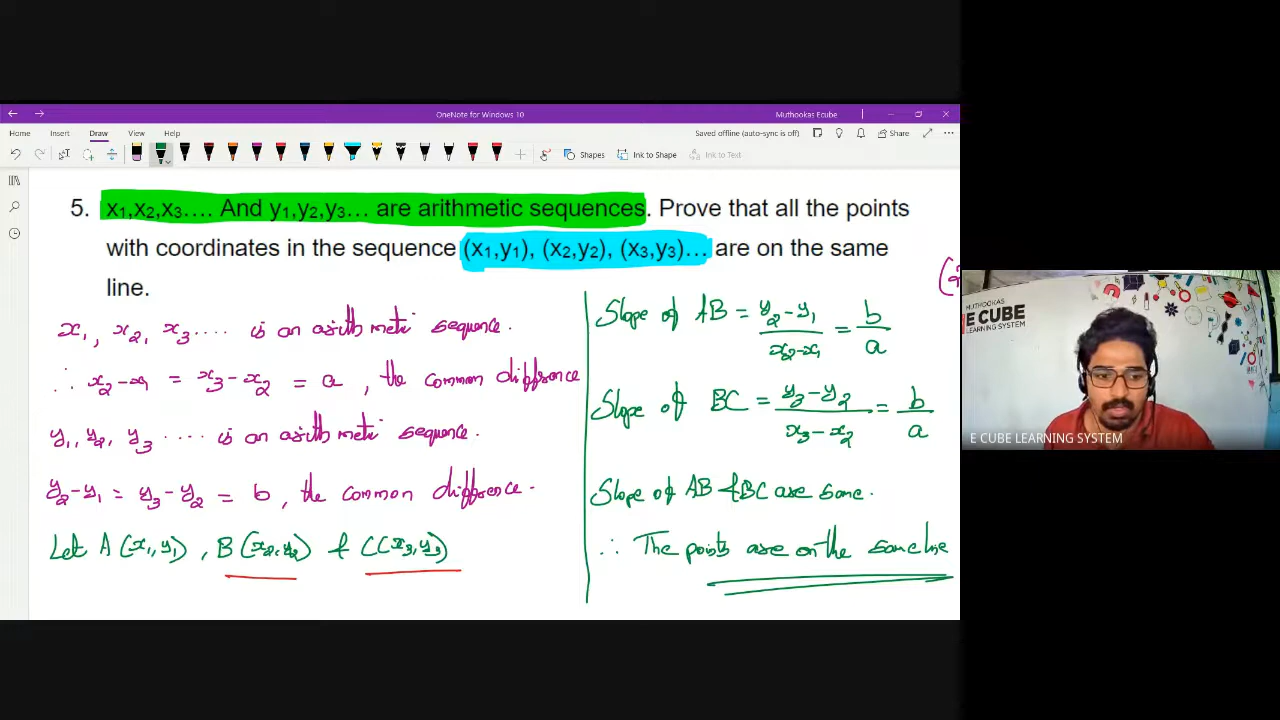 OneNote for Windows 10
Muthookas Ecube
Home Insert Draw View Help
Saved offline (auto-sync is off)
Share
Shapes
Ink to Shape
Ink to Text
5. x1,x2,x3.... And y1,y2,y3... are arithmetic sequences. Prove that all the points
with coordinates in the sequence (x1,y1), (x2,y2), (x3,y3)... are on the same
line.
x₁, x₂, x₃ .... is an arithmetic sequence.
∴ x₂-x₁ = x₃-x₂ = a, the common difference
y₁, y₂, y₃ .... is an arithmetic sequence.
y₂-y₁ = y₃-y₂ = b, the common difference.
Let A(x₁,y₁), B(x₂,y₂) & C(x₃,y₃)
Slope of AB = y₂-y₁ / x₂-x₁ = b/a
Slope of BC = y₃-y₂ / x₃-x₂ = b/a
Slope of AB & BC are same.
∴ The points are on the same line
MUTHOOKAS
E CUBE
LEARNING SYSTEM
E CUBE LEARNING SYSTEM